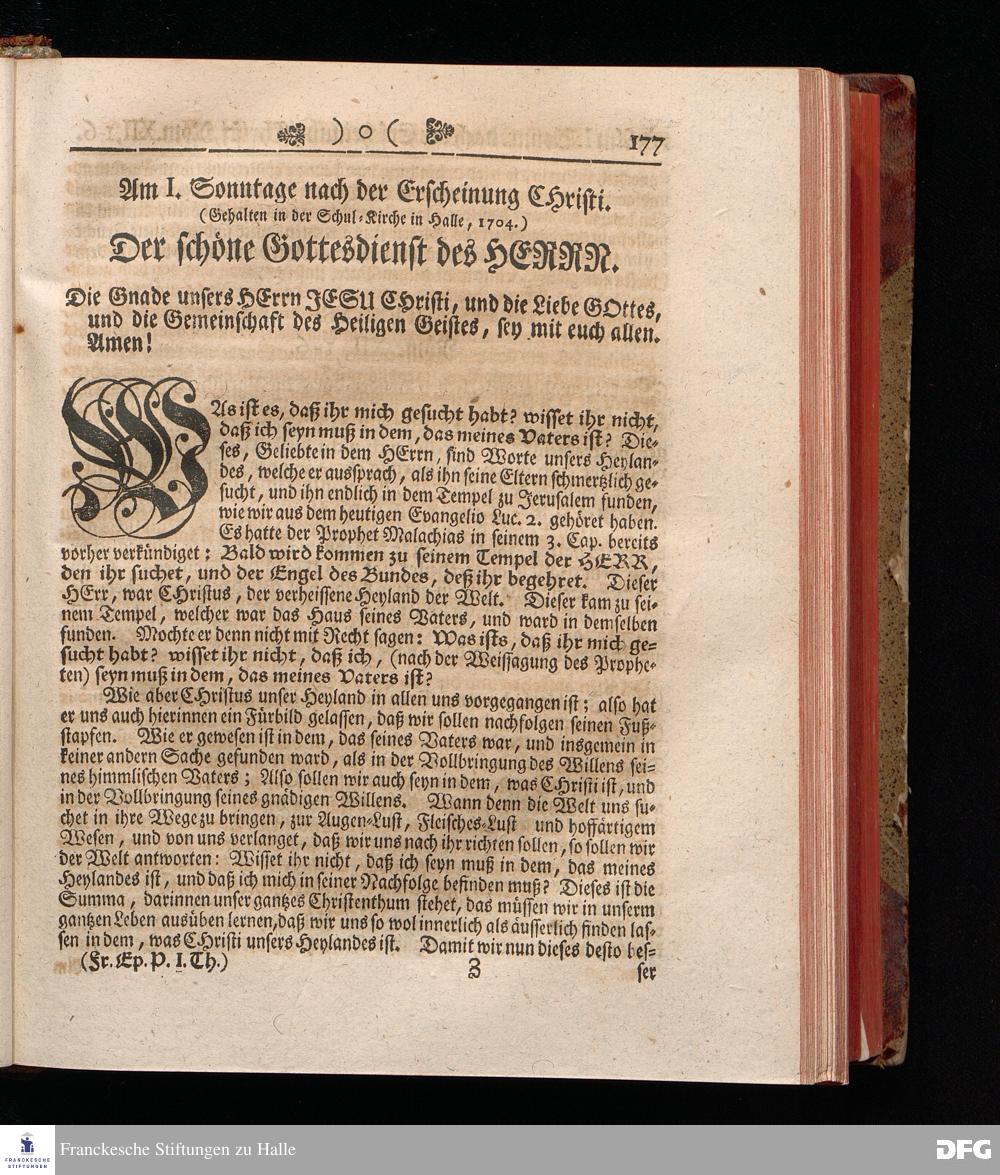 ) o (
177
Am I. Sonntage nach der Erscheinung CHristi.
(Gehalten in der Schul-Kirche in Halle, 1704.)
Der schöne Gottesdienst des HERRN.
Die Gnade unsers HErrn JESU CHristi, und die Liebe GOttes,
und die Gemeinschaft des Heiligen Geistes, sey mit euch allen.
Amen!
WAs ist es, daß ihr mich gesucht habt? wisset ihr nicht,
daß ich seyn muß in dem, das meines Vaters ist? Die-
ses, Geliebte in dem HErrn, sind Worte unsers Heylan-
des, welche er aussprach, als ihn seine Eltern schmertzlich ge-
sucht, und ihn endlich in dem Tempel zu Jerusalem funden,
wie wir aus dem heutigen Evangelio Luc. 2. gehöret haben.
Es hatte der Prophet Malachias in seinem 3. Cap. bereits
vorher verkündiget: Bald wird kommen zu seinem Tempel der HERR,
den ihr suchet, und der Engel des Bundes, deß ihr begehret. Dieser
HErr, war CHristus, der verheissene Heyland der Welt. Dieser kam zu sei-
nem Tempel, welcher war das Haus seines Vaters, und ward in demselben
funden. Mochte er denn nicht mit Recht sagen: Was ists, daß ihr mich ge-
sucht habt? wisset ihr nicht, daß ich, (nach der Weissagung des Prophe-
ten) seyn muß in dem, das meines Vaters ist?
Wie aber CHristus unser Heyland in allen uns vorgegangen ist; also hat
er uns auch hierinnen ein Fürbild gelassen, daß wir sollen nachfolgen seinen Fuß-
stapfen. Wie er gewesen ist in dem, das seines Vaters war, und insgemein in
keiner andern Sache gefunden ward, als in der Vollbringung des Willens sei-
nes himmlischen Vaters; Also sollen wir auch seyn in dem, was CHristi ist, und
in der Vollbringung seines gnädigen Willens. Wann denn die Welt uns su-
chet in ihre Wege zu bringen, zur Augen-Lust, Fleisches-Lust und hoffärtigem
Wesen, und von uns verlanget, daß wir uns nach ihr richten sollen, so sollen wir
der Welt antworten: Wisset ihr nicht, daß ich seyn muß in dem, das meines
Heylandes ist, und daß ich mich in seiner Nachfolge befinden muß? Dieses ist die
Summa, darinnen unser gantzes Christenthum stehet, das müssen wir in unserm
gantzen Leben ausüben lernen, daß wir uns so wol innerlich als äusserlich finden las-
sen in dem, was CHristi unsers Heylandes ist. Damit wir nun dieses desto bes-
(Fr. Ep. P. I. Th.)
Z
ser
FRANCKESCHE
STIFTUNGEN
Franckesche Stiftungen zu Halle
DFG